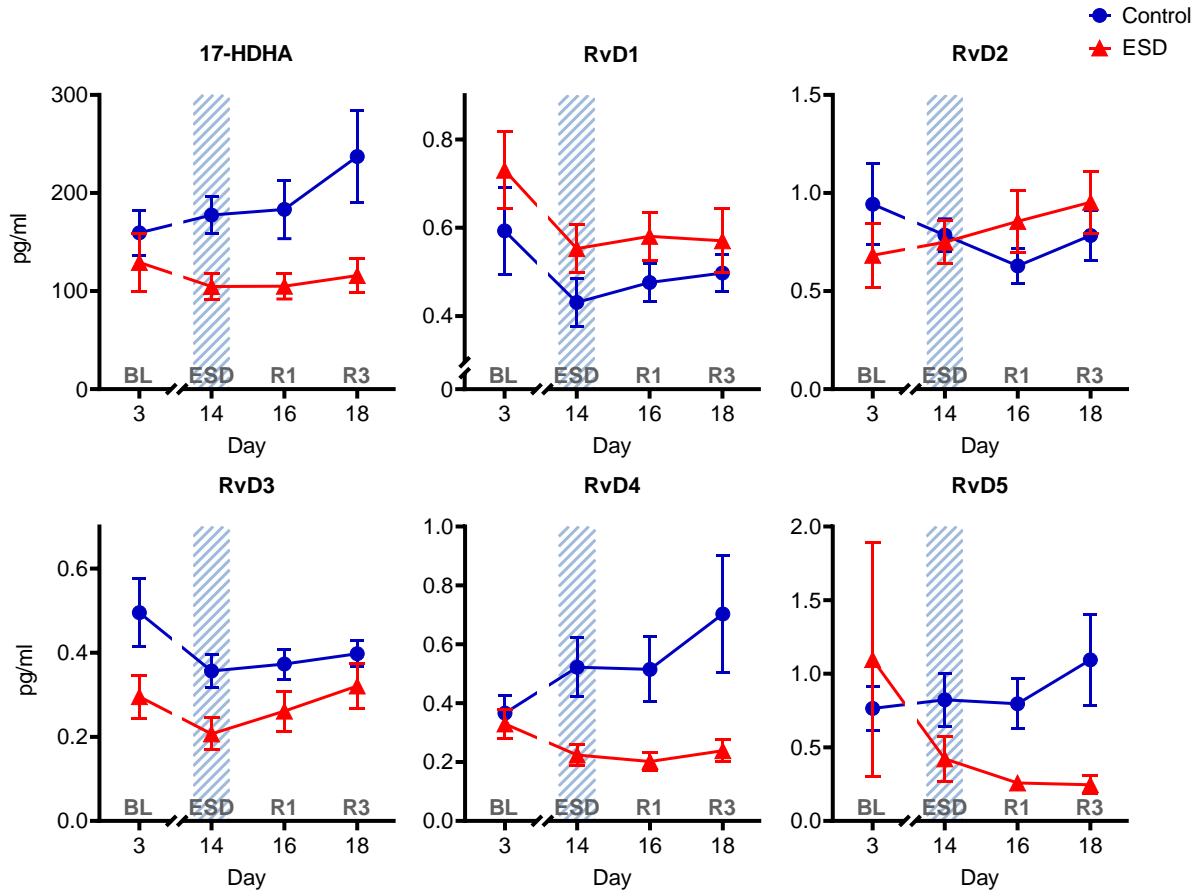 Control
ESD
17-HDHA
RvD1
RvD2
pg/ml
300
200
100
0
BL ESD R1 R3
3 14 16 18
Day
0.8
0.6
0.4
0
BL ESD R1 R3
3 14 16 18
Day
1.5
1.0
0.5
0.0
BL ESD R1 R3
3 14 16 18
Day
RvD3
RvD4
RvD5
pg/ml
0.6
0.4
0.2
0.0
BL ESD R1 R3
3 14 16 18
Day
1.0
0.8
0.6
0.4
0.2
0.0
BL ESD R1 R3
3 14 16 18
Day
2.0
1.5
1.0
0.5
0.0
BL ESD R1 R3
3 14 16 18
Day